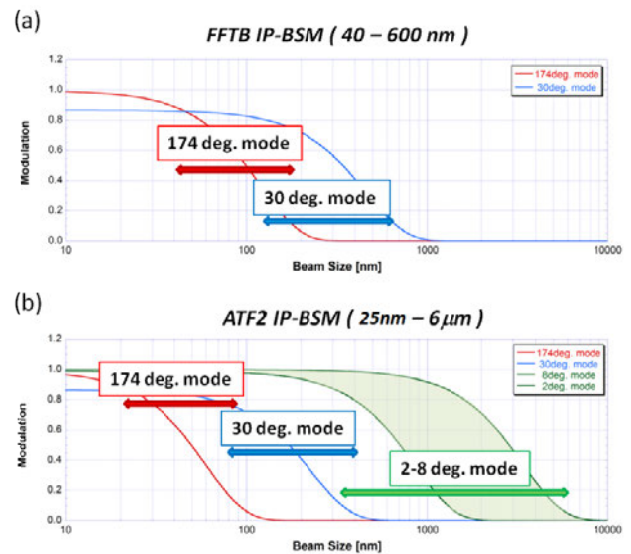 (a)
FFTB IP-BSM ( 40 – 600 nm )
1.2
1.0
0.8
0.6
0.4
0.2
0.0
Modulation
174deg. mode
30deg. mode
174 deg. mode
30 deg. mode
10
100
1000
10000
Beam Size [nm]
(b)
ATF2 IP-BSM ( 25nm – 6μm )
1.2
1.0
0.8
0.6
0.4
0.2
0.0
Modulation
174deg. mode
30deg. mode
8deg. mode
2deg. mode
174 deg. mode
30 deg. mode
2-8 deg. mode
10
100
1000
10000
Beam Size [nm]